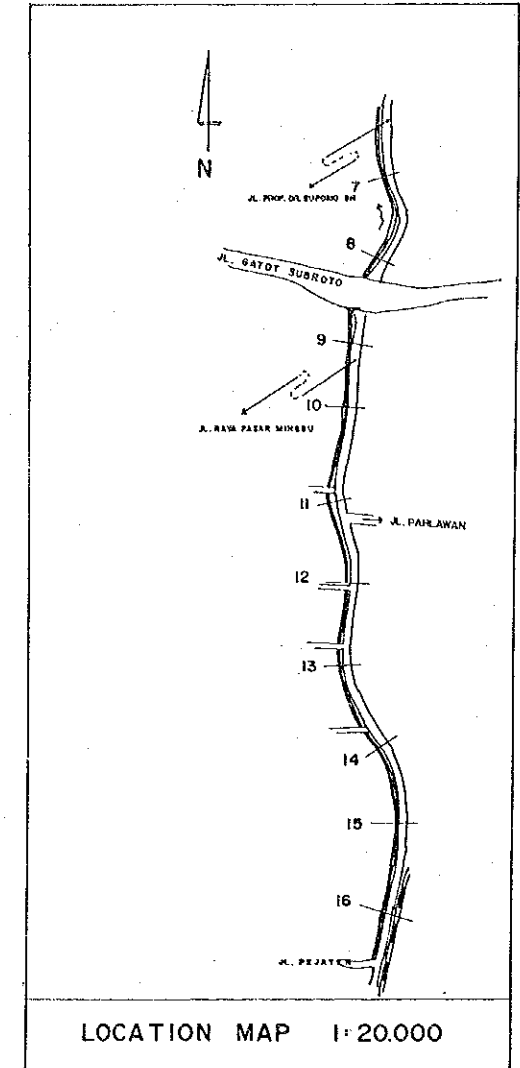 N
7
JL. PROF. DR. SUPOMO SH
8
JL. GATOT SUBROTO
9
10
JL. RAYA PASAR MINGGU
11
JL. PAHLAWAN
12
13
14
15
16
JL. PEJATEN
LOCATION MAP 1:20.000